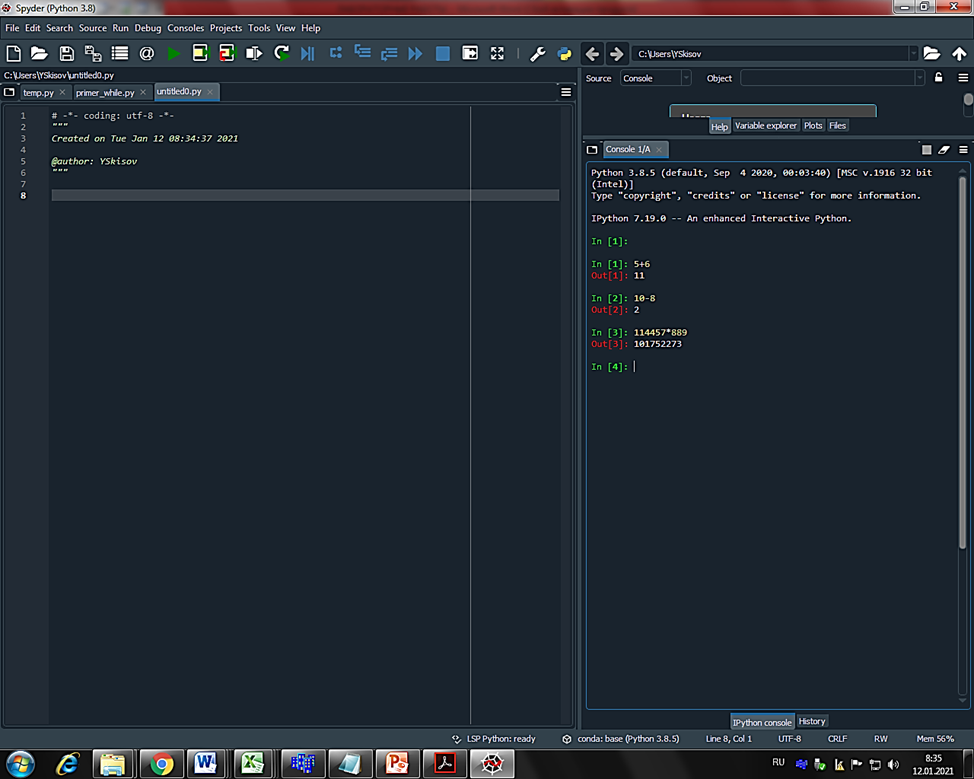 Spyder (Python 3.8)
File Edit Search Source Run Debug Consoles Projects Tools View Help
C:\Users\YSkisov
C:\Users\YSkisov\untitled0.py
Source Console Object
temp.py primer_while.py untitled0.py
Help Variable explorer Plots Files
1 # -*- coding: utf-8 -*-
2 """
3 Created on Tue Jan 12 08:34:37 2021
4
5 @author: YSkisov
6 """
7
8
Console 1/A
Python 3.8.5 (default, Sep  4 2020, 00:03:40) [MSC v.1916 32 bit
(Intel)]
Type "copyright", "credits" or "license" for more information.
IPython 7.19.0 -- An enhanced Interactive Python.
In [1]:
In [1]: 5+6
Out[1]: 11
In [2]: 10-8
Out[2]: 2
In [3]: 114457*889
Out[3]: 101752273
In [4]:
IPython console History
LSP Python: ready conda: base (Python 3.8.5) Line 8, Col 1 UTF-8 CRLF RW Mem 56%
RU 8:35
12.01.2021